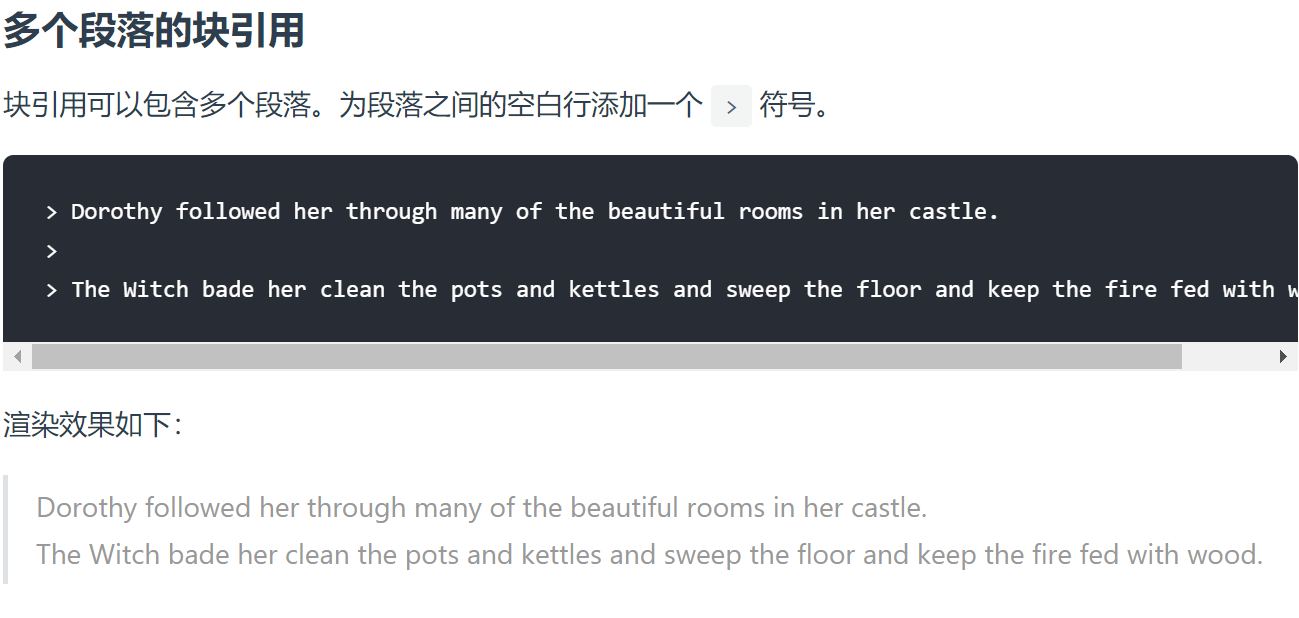 多个段落的块引用
块引用可以包含多个段落。为段落之间的空白行添加一个 > 符号。
> Dorothy followed her through many of the beautiful rooms in her castle.
>
> The Witch bade her clean the pots and kettles and sweep the floor and keep the fire fed with w
渲染效果如下：
Dorothy followed her through many of the beautiful rooms in her castle.
The Witch bade her clean the pots and kettles and sweep the floor and keep the fire fed with wood.